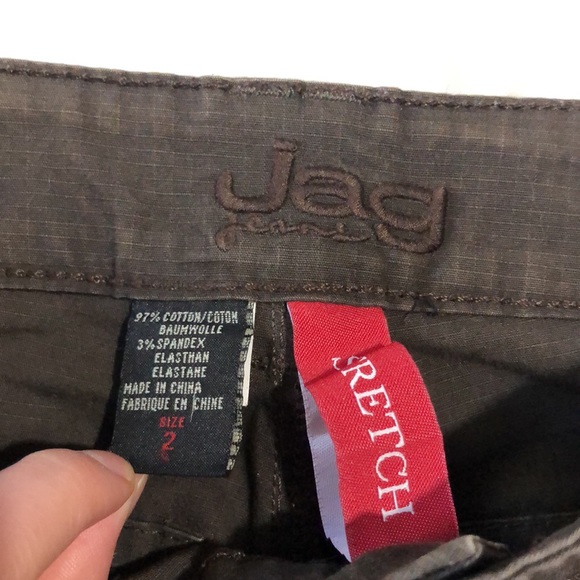 Jag
jeans
97% COTTON/COTON
BAUMWOLLE
3% SPANDEX
ELASTHAN
ELASTANE
MADE IN CHINA
FABRIQUE EN CHINE
SIZE
2
STRETCH